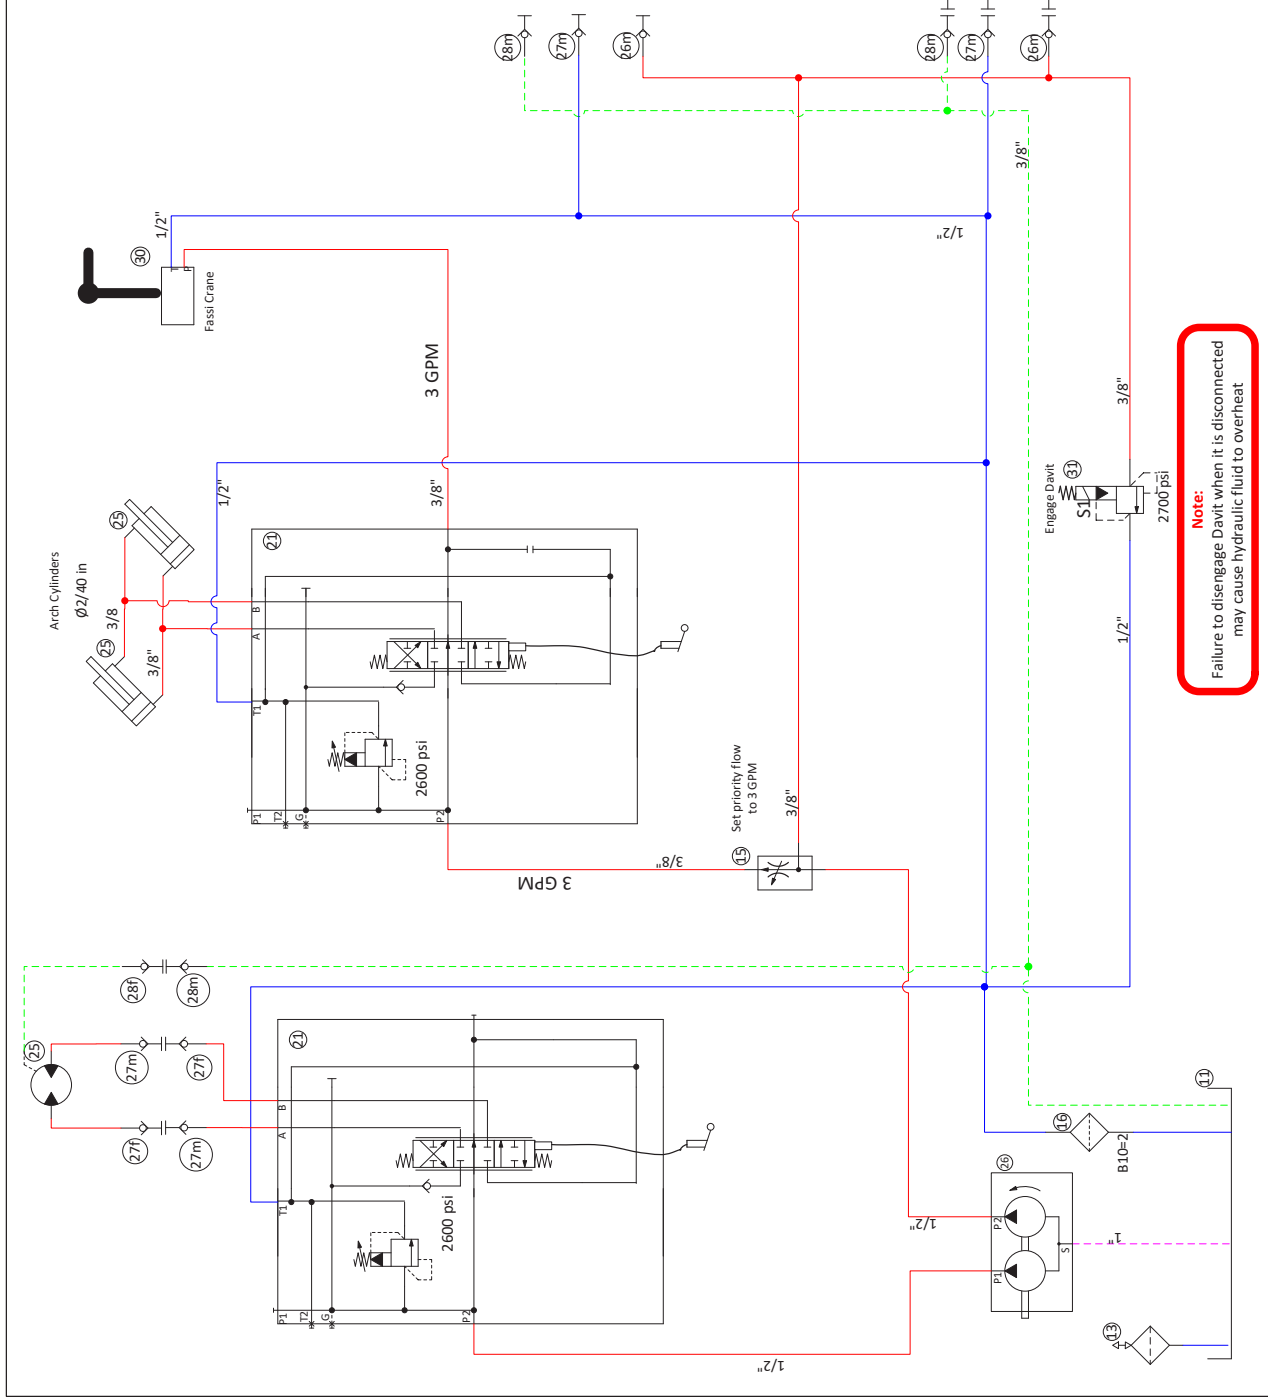 28m
27m
26m
28m
27m
26m
3/8"
1/2"
30
T
P
Fassi Crane
1/2"
3 GPM
Arch Cylinders
Ø2/40 in
25
3/8
25
3/8"
1/2"
3/8"
21
B
A
T1
2600 psi
P1
T2
G
P2
Engage Davit
31
S1
2700 psi
3/8"
1/2"
Note:
Failure to disengage Davit when it is disconnected
may cause hydraulic fluid to overheat
Set priority flow
to 3 GPM
15
3/8"
3/8"
3 GPM
28f
28m
25
27m
27f
27f
27m
21
B
A
T1
2600 psi
P1
T2
G
P2
1/2"
1/2"
26
P2
P1
S
1"
16
B10=2
11
13